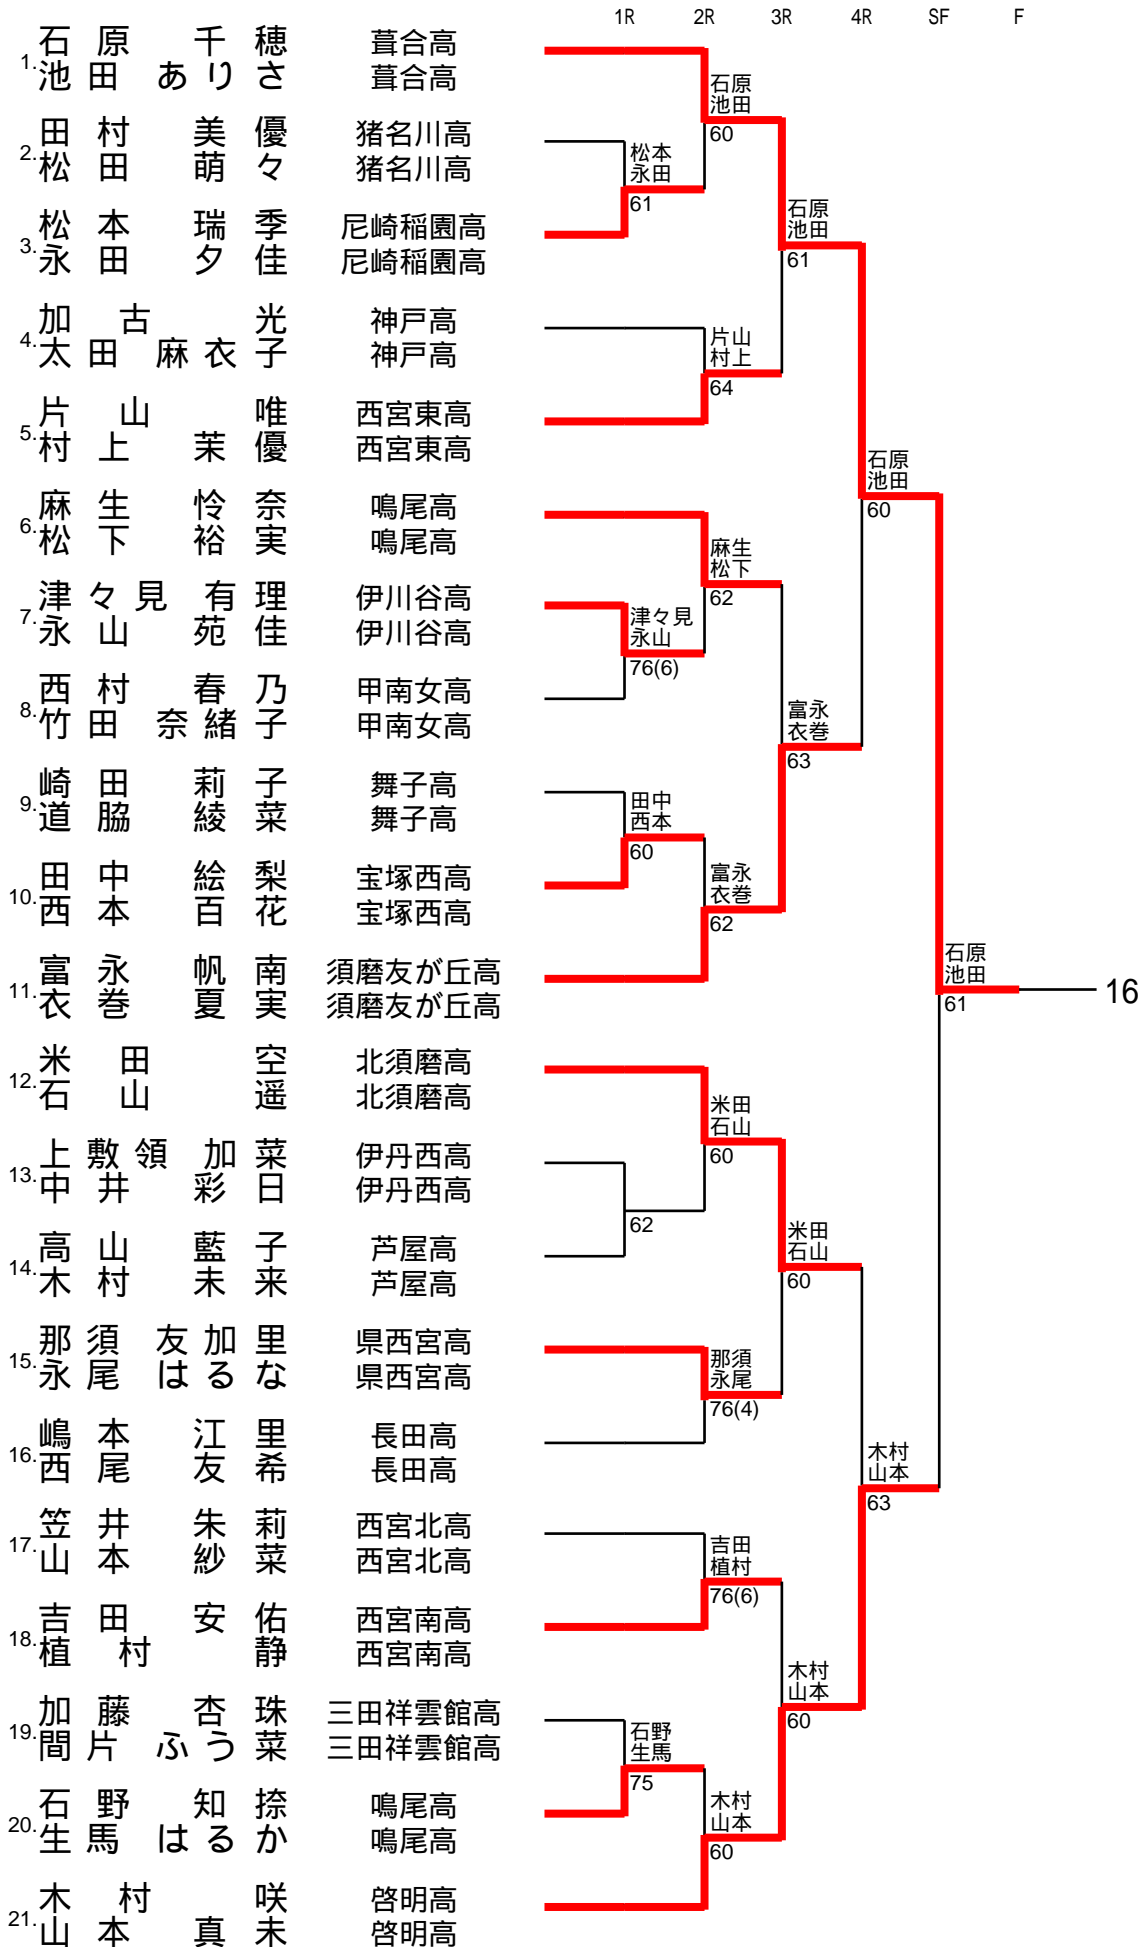 1R 2R 3R 4R SF F
1. 石原 千穂 葺合高
池田 ありさ 葺合高
石原
池田
60
2. 田村 美優 猪名川高
松田 萌々 猪名川高
松本
永田
61
3. 松本 瑞季 尼崎稲園高
永田 夕佳 尼崎稲園高
石原
池田
61
4. 加古 光 神戸高
太田 麻衣子 神戸高
片山
村上
64
5. 片山 唯 西宮東高
村上 茉優 西宮東高
石原
池田
60
6. 麻生 怜奈 鳴尾高
松下 裕実 鳴尾高
麻生
松下
62
7. 津々見 有理 伊川谷高
永山 苑佳 伊川谷高
津々見
永山
76(6)
8. 西村 春乃 甲南女高
竹田 奈緒子 甲南女高
富永
衣巻
63
9. 崎田 莉子 舞子高
道脇 綾菜 舞子高
田中
西本
60
10. 田中 絵梨 宝塚西高
西本 百花 宝塚西高
富永
衣巻
62
11. 富永 帆南 須磨友が丘高
衣巻 夏実 須磨友が丘高
石原
池田
61
16
12. 米田 空 北須磨高
石山 遥 北須磨高
米田
石山
60
13. 上敷領 加菜 伊丹西高
中井 彩日 伊丹西高
62
14. 高山 藍子 芦屋高
木村 未来 芦屋高
米田
石山
60
15. 那須 友加里 県西宮高
永尾 はるな 県西宮高
那須
永尾
76(4)
16. 嶋本 江里 長田高
西尾 友希 長田高
木村
山本
63
17. 笠井 朱莉 西宮北高
山本 紗菜 西宮北高
吉田
植村
76(6)
18. 吉田 安佑 西宮南高
植村 静 西宮南高
木村
山本
60
19. 加藤 杏珠 三田祥雲館高
間片 ふう菜 三田祥雲館高
石野
生馬
75
20. 石野 知捺 鳴尾高
生馬 はるか 鳴尾高
木村
山本
60
21. 木村 咲 啓明高
山本 真未 啓明高